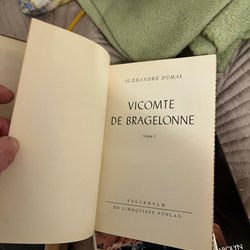 ALEXANDRE DUMAS
VICOMTE
DE BRAGELONNE
STOCKHOLM
AB LINDQVISTS FÖRLAG